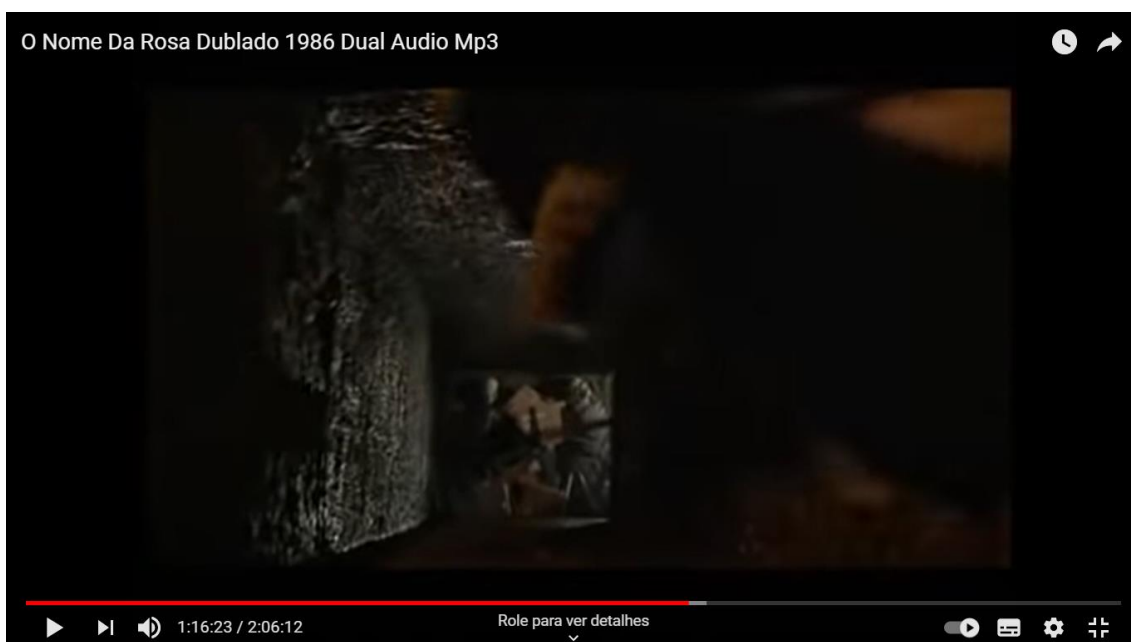 O Nome Da Rosa Dublado 1986 Dual Audio Mp3
1:16:23 / 2:06:12
Role para ver detalhes